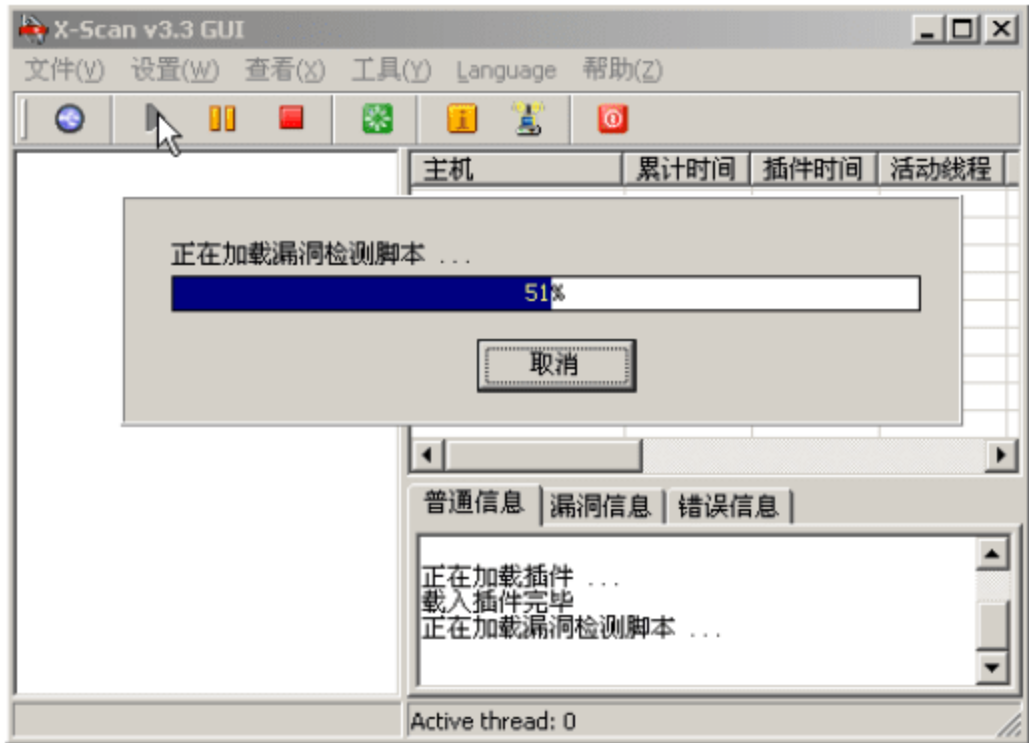 X-Scan v3.3 GUI
文件(V) 设置(W) 查看(X) 工具(Y) Language 帮助(Z)
主机 累计时间 插件时间 活动线程
正在加载漏洞检测脚本 ...
51%
取消
普通信息 漏洞信息 错误信息
正在加载插件 ...
载入插件完毕
正在加载漏洞检测脚本 ...
Active thread: 0